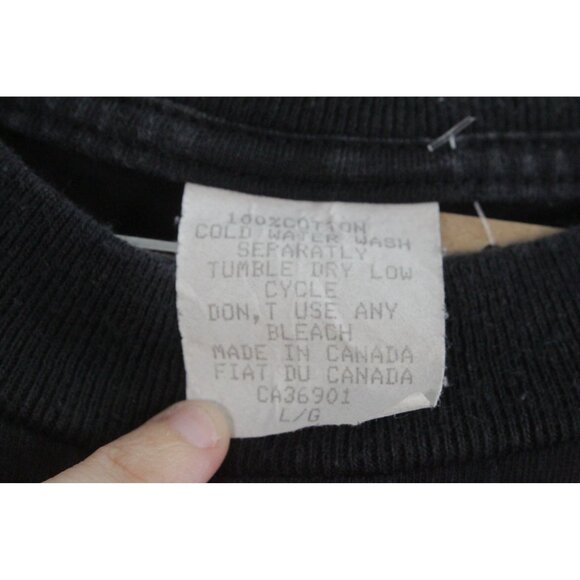 100%COTTON
COLD WATER WASH
SEPARATLY
TUMBLE DRY LOW
CYCLE
DON,T USE ANY
BLEACH
MADE IN CANADA
FIAT DU CANADA
CA36901
L/G